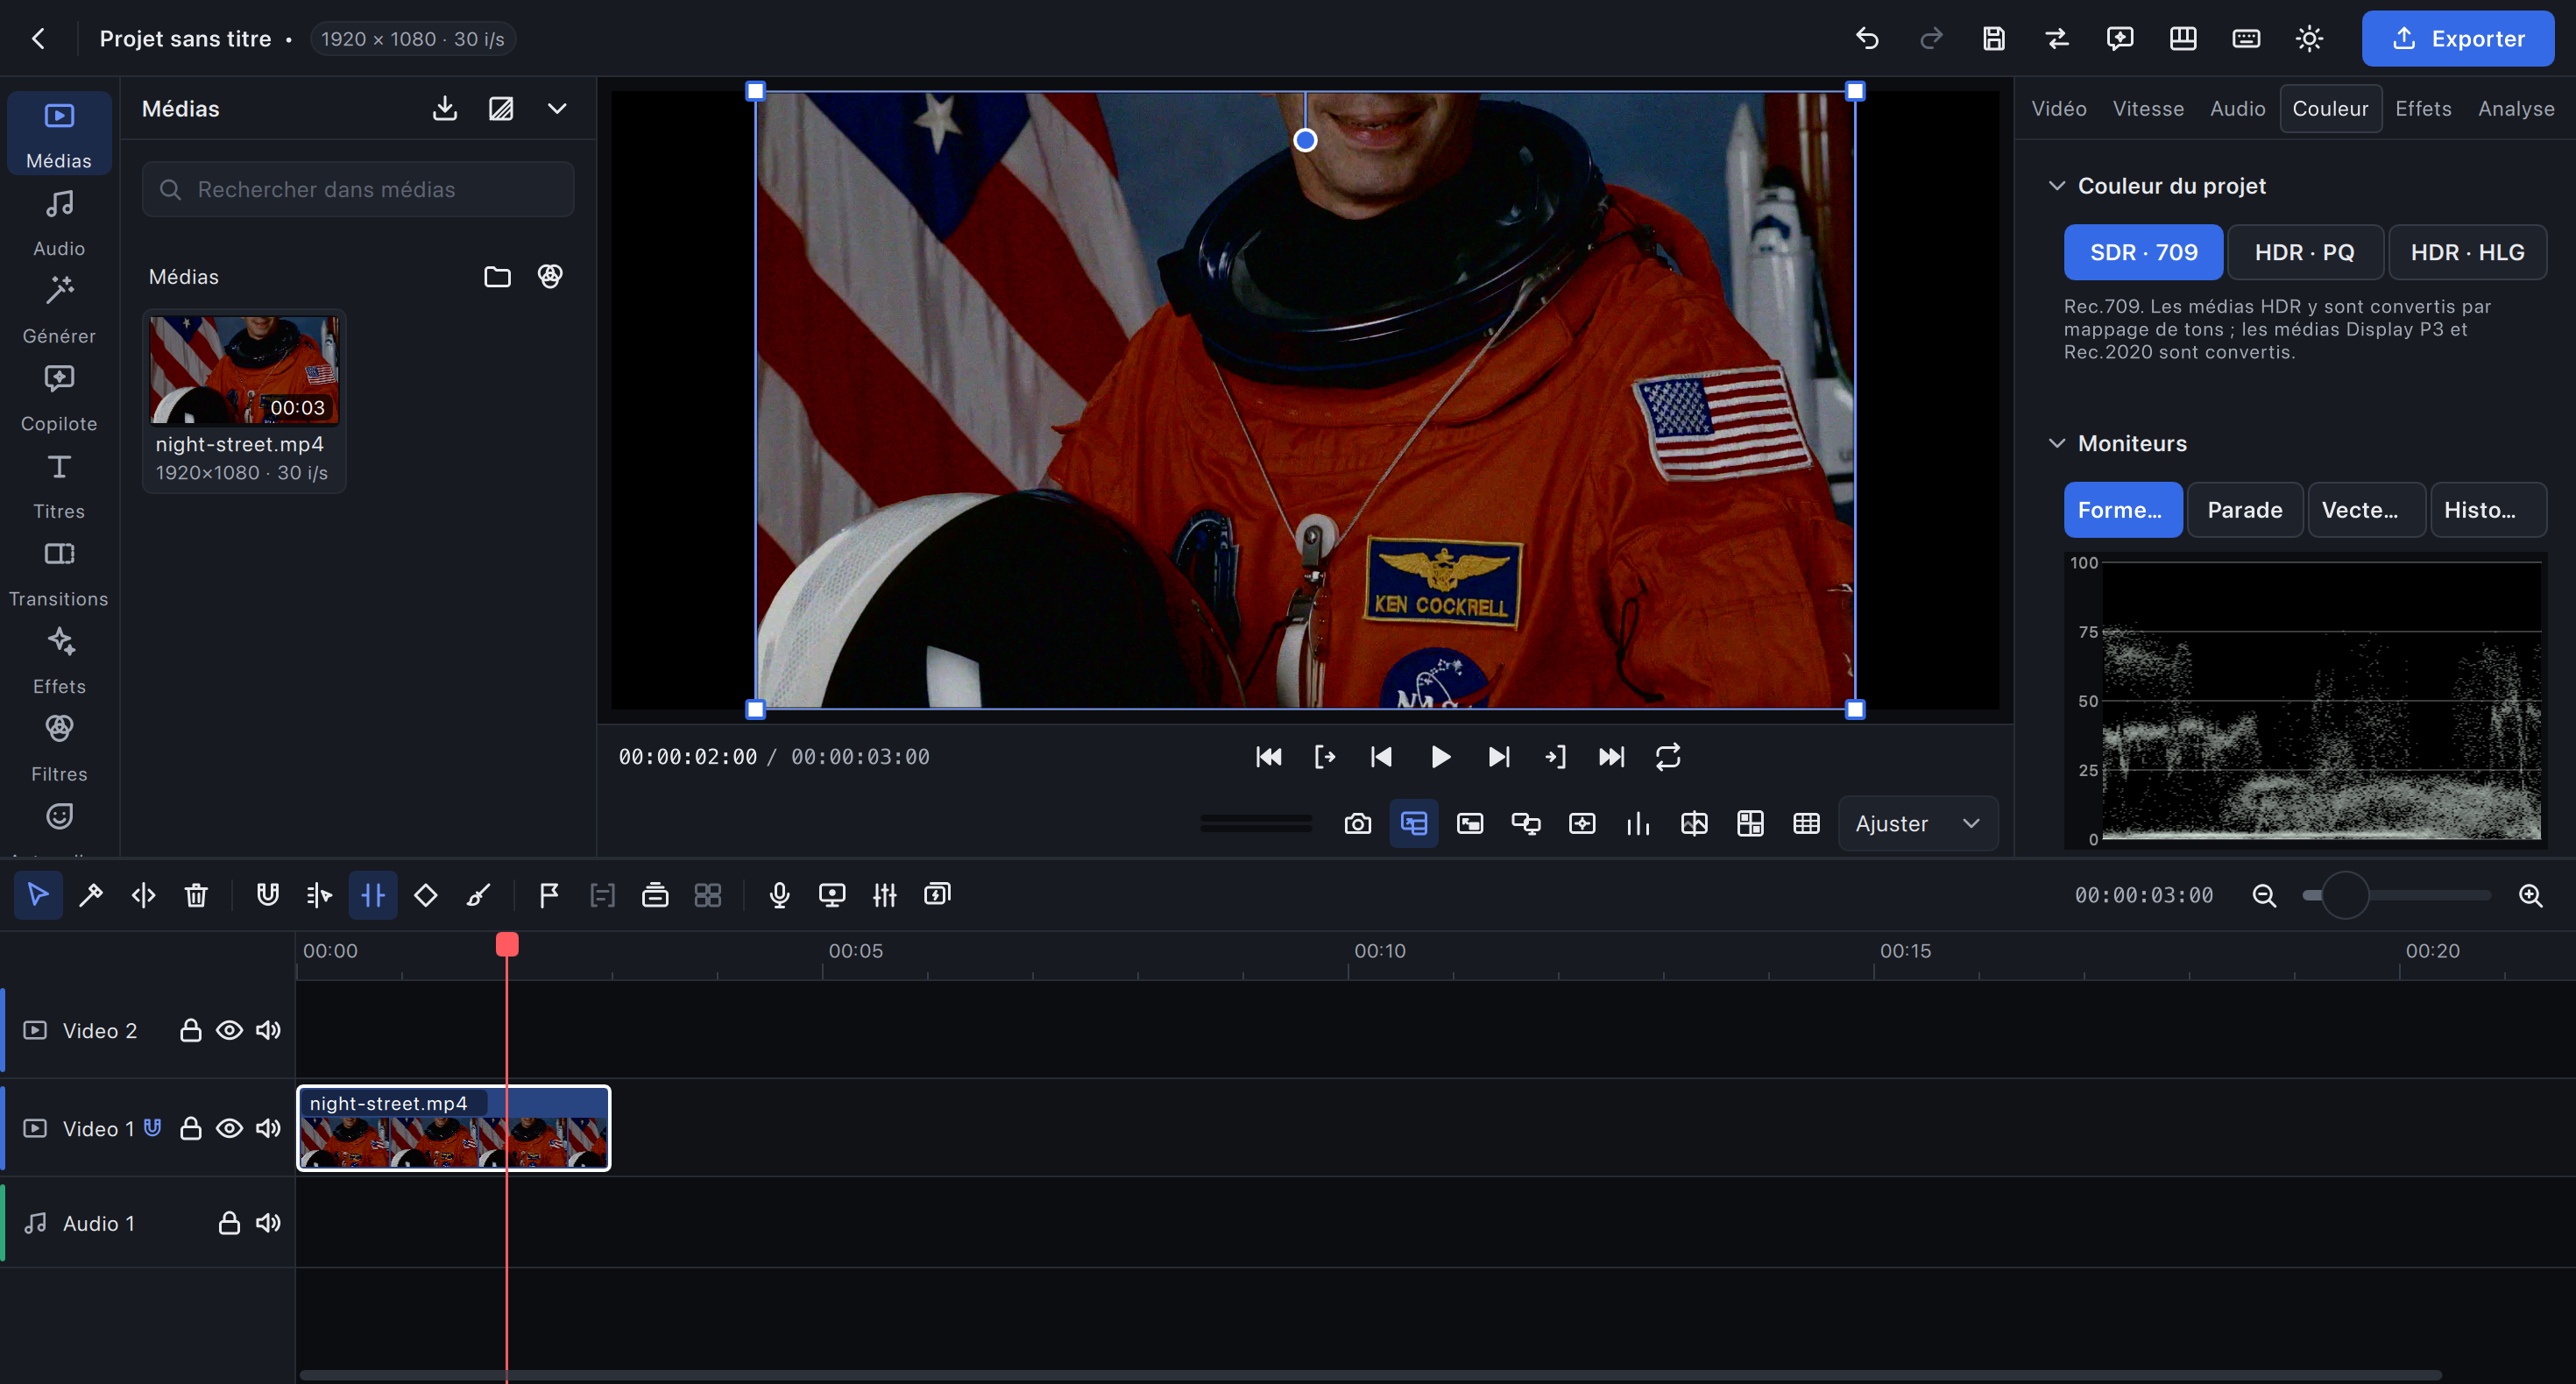 Projet sans titre •
1920 × 1080 · 30 i/s
Exporter
Médias
Audio
Générer
Copilote
Titres
Transitions
Effets
Filtres
Médias
Rechercher dans médias
Médias
00:03
night-street.mp4
1920×1080 · 30 i/s
KEN COCKRELL
00:00:02:00 / 00:00:03:00
Ajuster
Vidéo Vitesse Audio Couleur Effets Analyse
Couleur du projet
SDR · 709 HDR · PQ HDR · HLG
Rec.709. Les médias HDR y sont convertis par
mappage de tons ; les médias Display P3 et
Rec.2020 sont convertis.
Moniteurs
Forme… Parade Vecte… Histo…
100
75
50
25
0
00:00:03:00
00:00 00:05 00:10 00:15 00:20
Video 2
Video 1
night-street.mp4
Audio 1